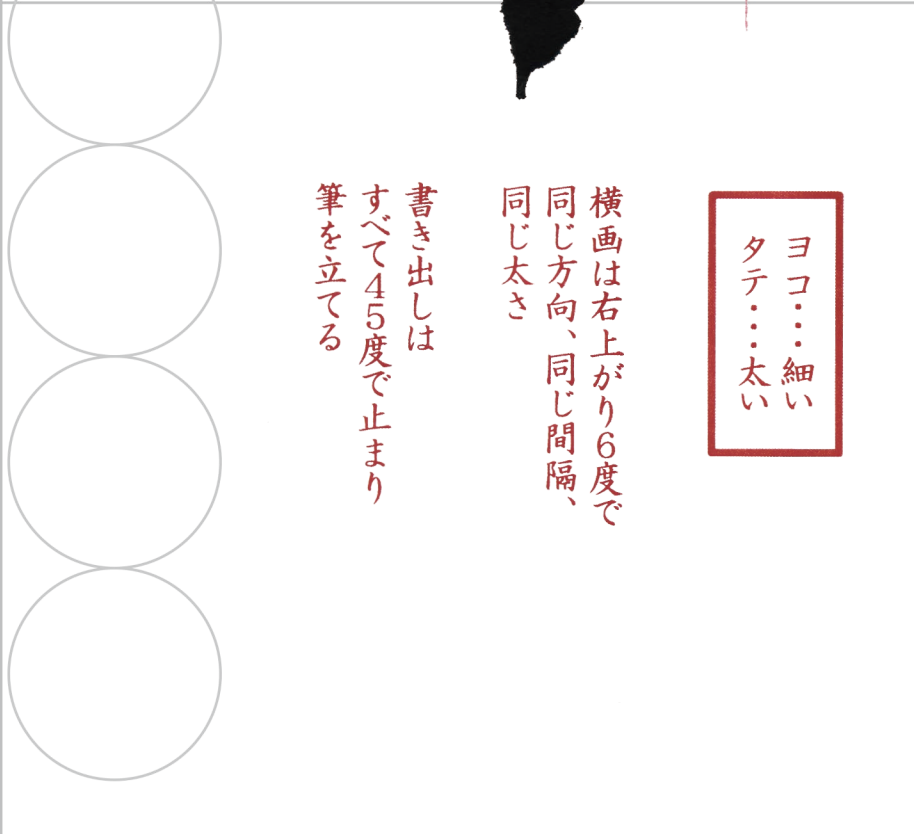 ヨコ・・・細い
タテ・・・太い
横画は右上がり6度で
同じ方向、同じ間隔、
同じ太さ
書き出しは
すべて45度で止まり
筆を立てる